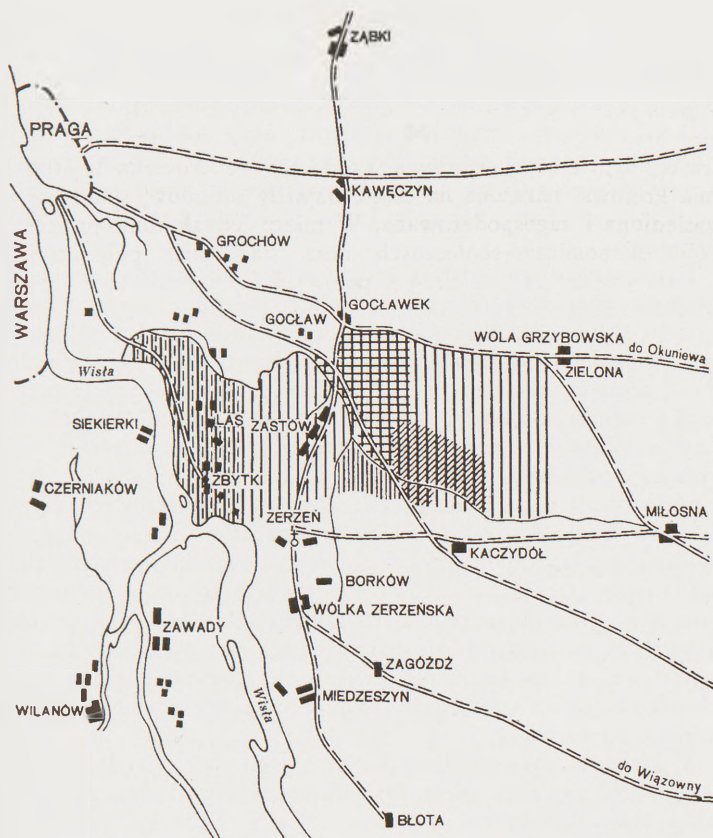 ZĄBKI
PRAGA
KAWĘCZYN
GROCHÓW
WARSZAWA
GOCŁAWEK
GOCŁAW
WOLA GRZYBOWSKA
do Okuniewa
ZIELONA
Wisła
SIEKIERKI
LAS
ZASTÓW
ZBYTKI
CZERNIAKÓW
ZERZEŃ
MIŁOSNA
KACZYDÓŁ
BORKÓW
WÓLKA ZERZEŃSKA
ZAWADY
ZAGÓŹDŹ
Wisła
MIEDZESZYN
WILANÓW
do Wiązowny
BŁOTA